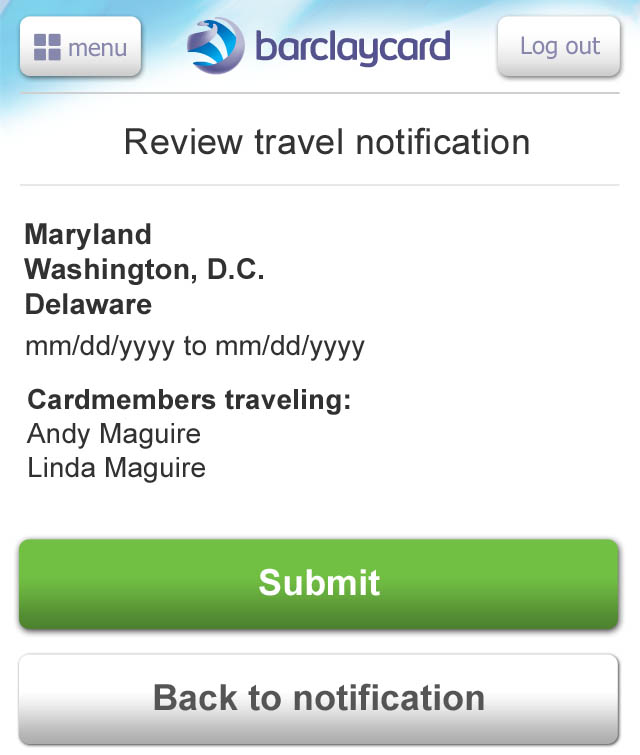 menu
barclaycard
Log out
Review travel notification
Maryland
Washington, D.C.
Delaware
mm/dd/yyyy to mm/dd/yyyy
Cardmembers traveling:
Andy Maguire
Linda Maguire
Submit
Back to notification